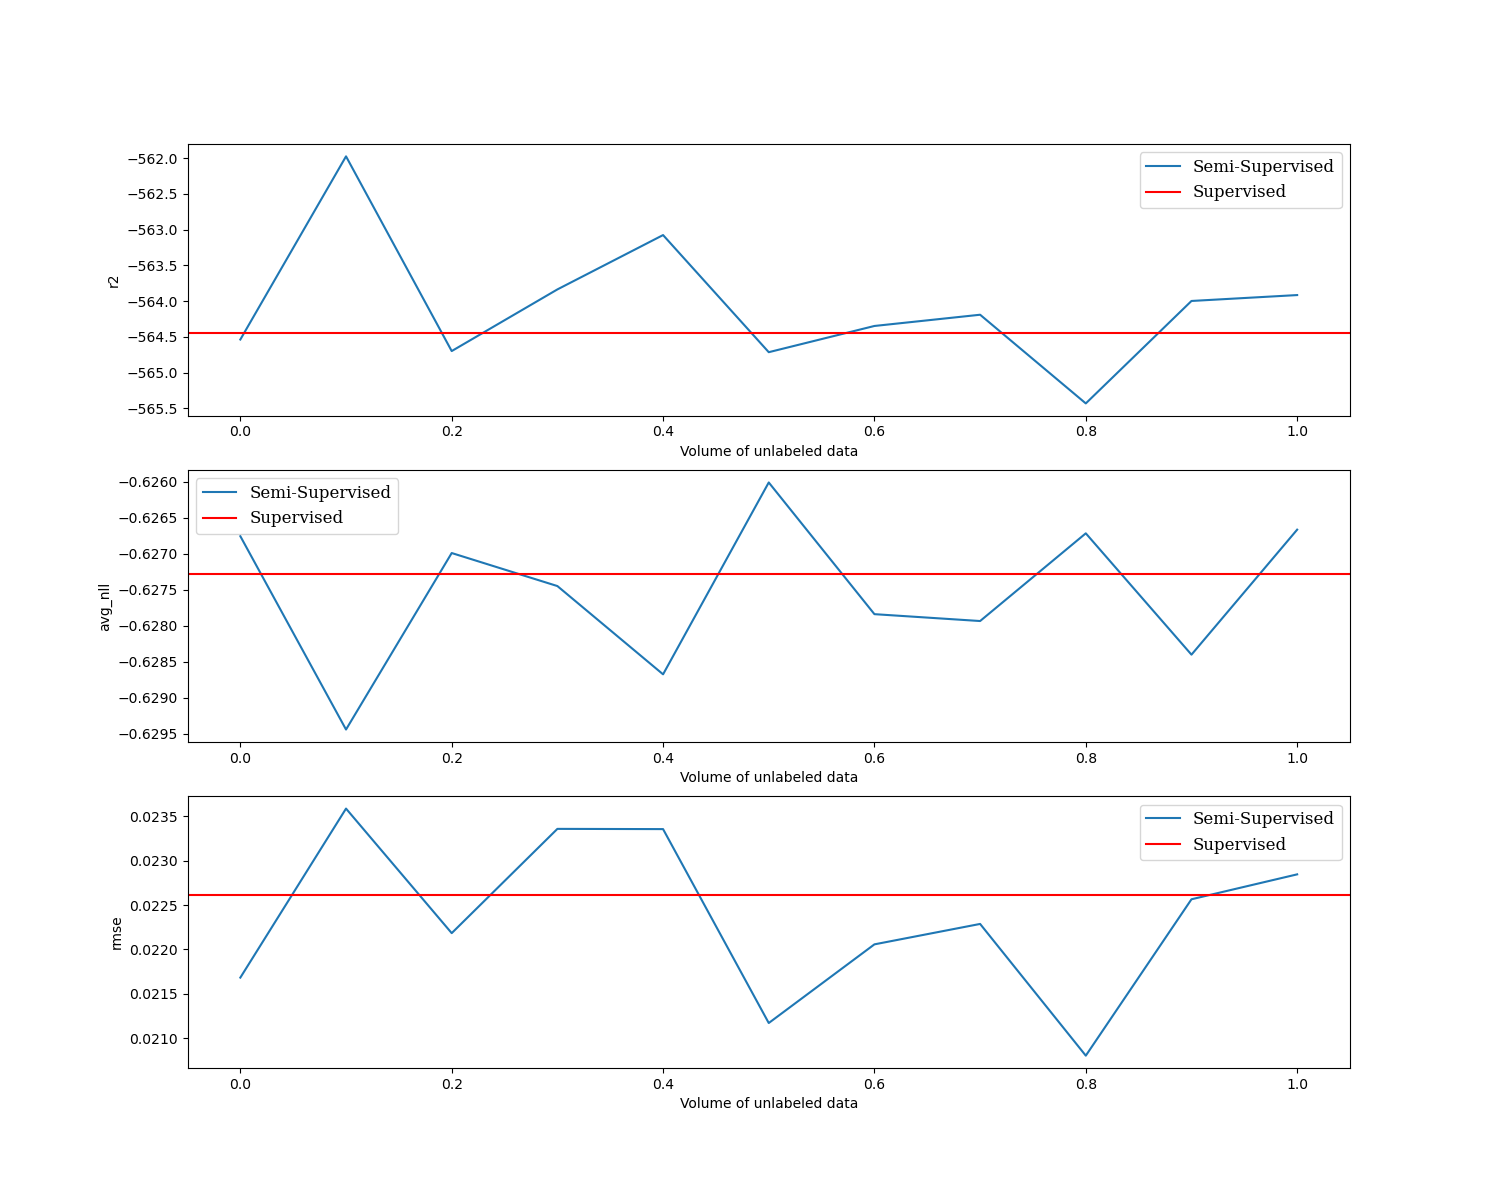 −562.0
−562.5
−563.0
−563.5
−564.0
−564.5
−565.0
−565.5
r2
Semi-Supervised
Supervised
0.0 0.2 0.4 0.6 0.8 1.0
Volume of unlabeled data
−0.6260
−0.6265
−0.6270
−0.6275
−0.6280
−0.6285
−0.6290
−0.6295
avg_nll
Semi-Supervised
Supervised
0.0 0.2 0.4 0.6 0.8 1.0
Volume of unlabeled data
0.0235
0.0230
0.0225
0.0220
0.0215
0.0210
rmse
Semi-Supervised
Supervised
0.0 0.2 0.4 0.6 0.8 1.0
Volume of unlabeled data